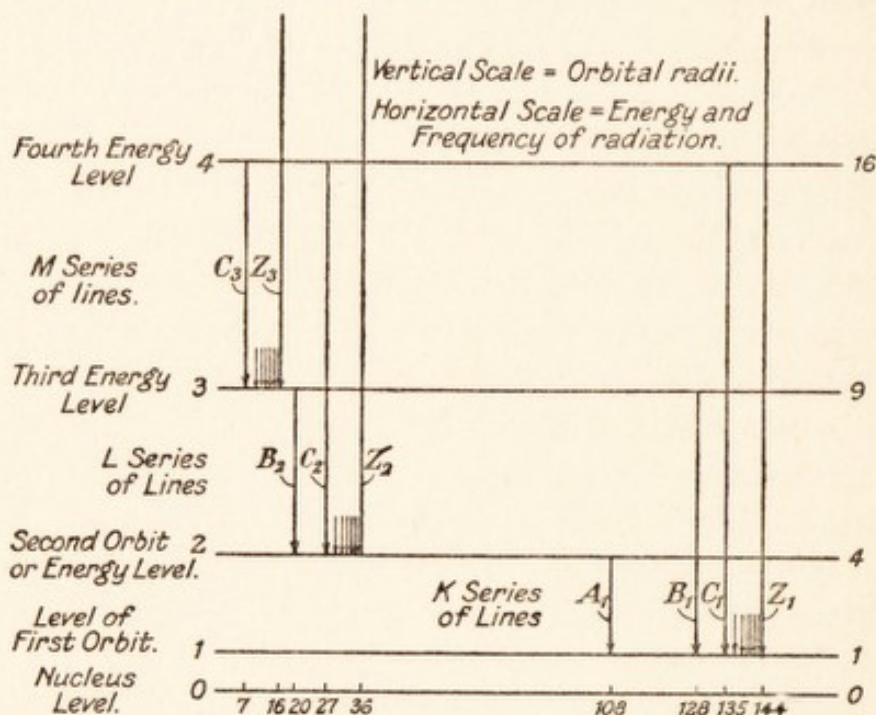 Vertical Scale = Orbital radii.
Horizontal Scale = Energy and
Frequency of radiation.
Fourth Energy 4 16
Level
M Series C3 Z3
of lines.
Third Energy 3 9
Level
L Series B2 C2 Z2
of Lines
Second Orbit 2 4
or Energy Level.
K Series A1 B1 C1 Z1
of Lines
Level of
First Orbit. 1 1
Nucleus
Level. 0 0
7 16 20 27 36 108 128 135 144